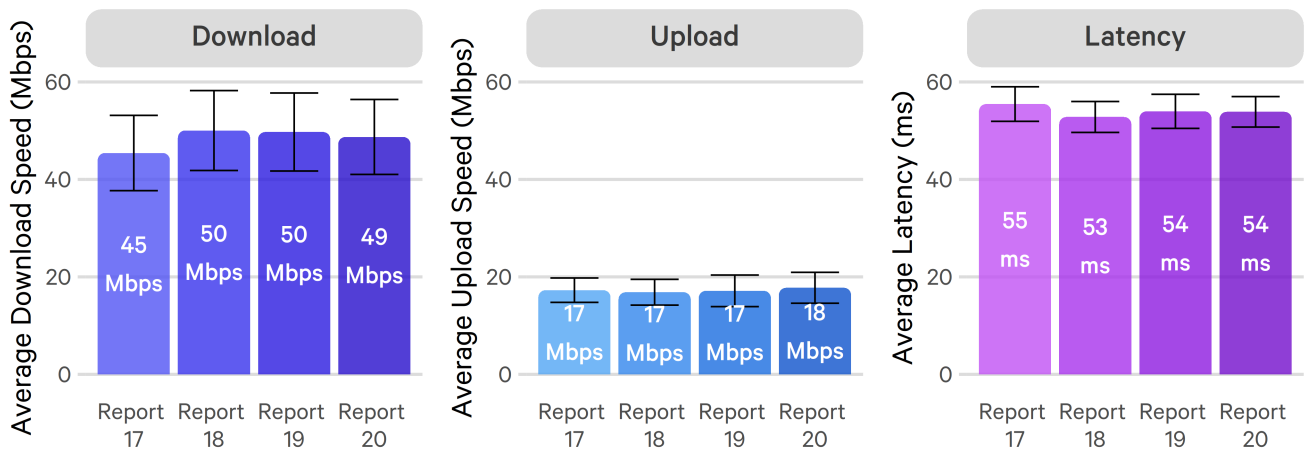 Download
Average Download Speed (Mbps)
60
40
20
0
45
Mbps
50
Mbps
50
Mbps
49
Mbps
Report
17
Report
18
Report
19
Report
20
Upload
Average Upload Speed (Mbps)
60
40
20
0
17
Mbps
17
Mbps
17
Mbps
18
Mbps
Report
17
Report
18
Report
19
Report
20
Latency
Average Latency (ms)
60
40
20
0
55
ms
53
ms
54
ms
54
ms
Report
17
Report
18
Report
19
Report
20